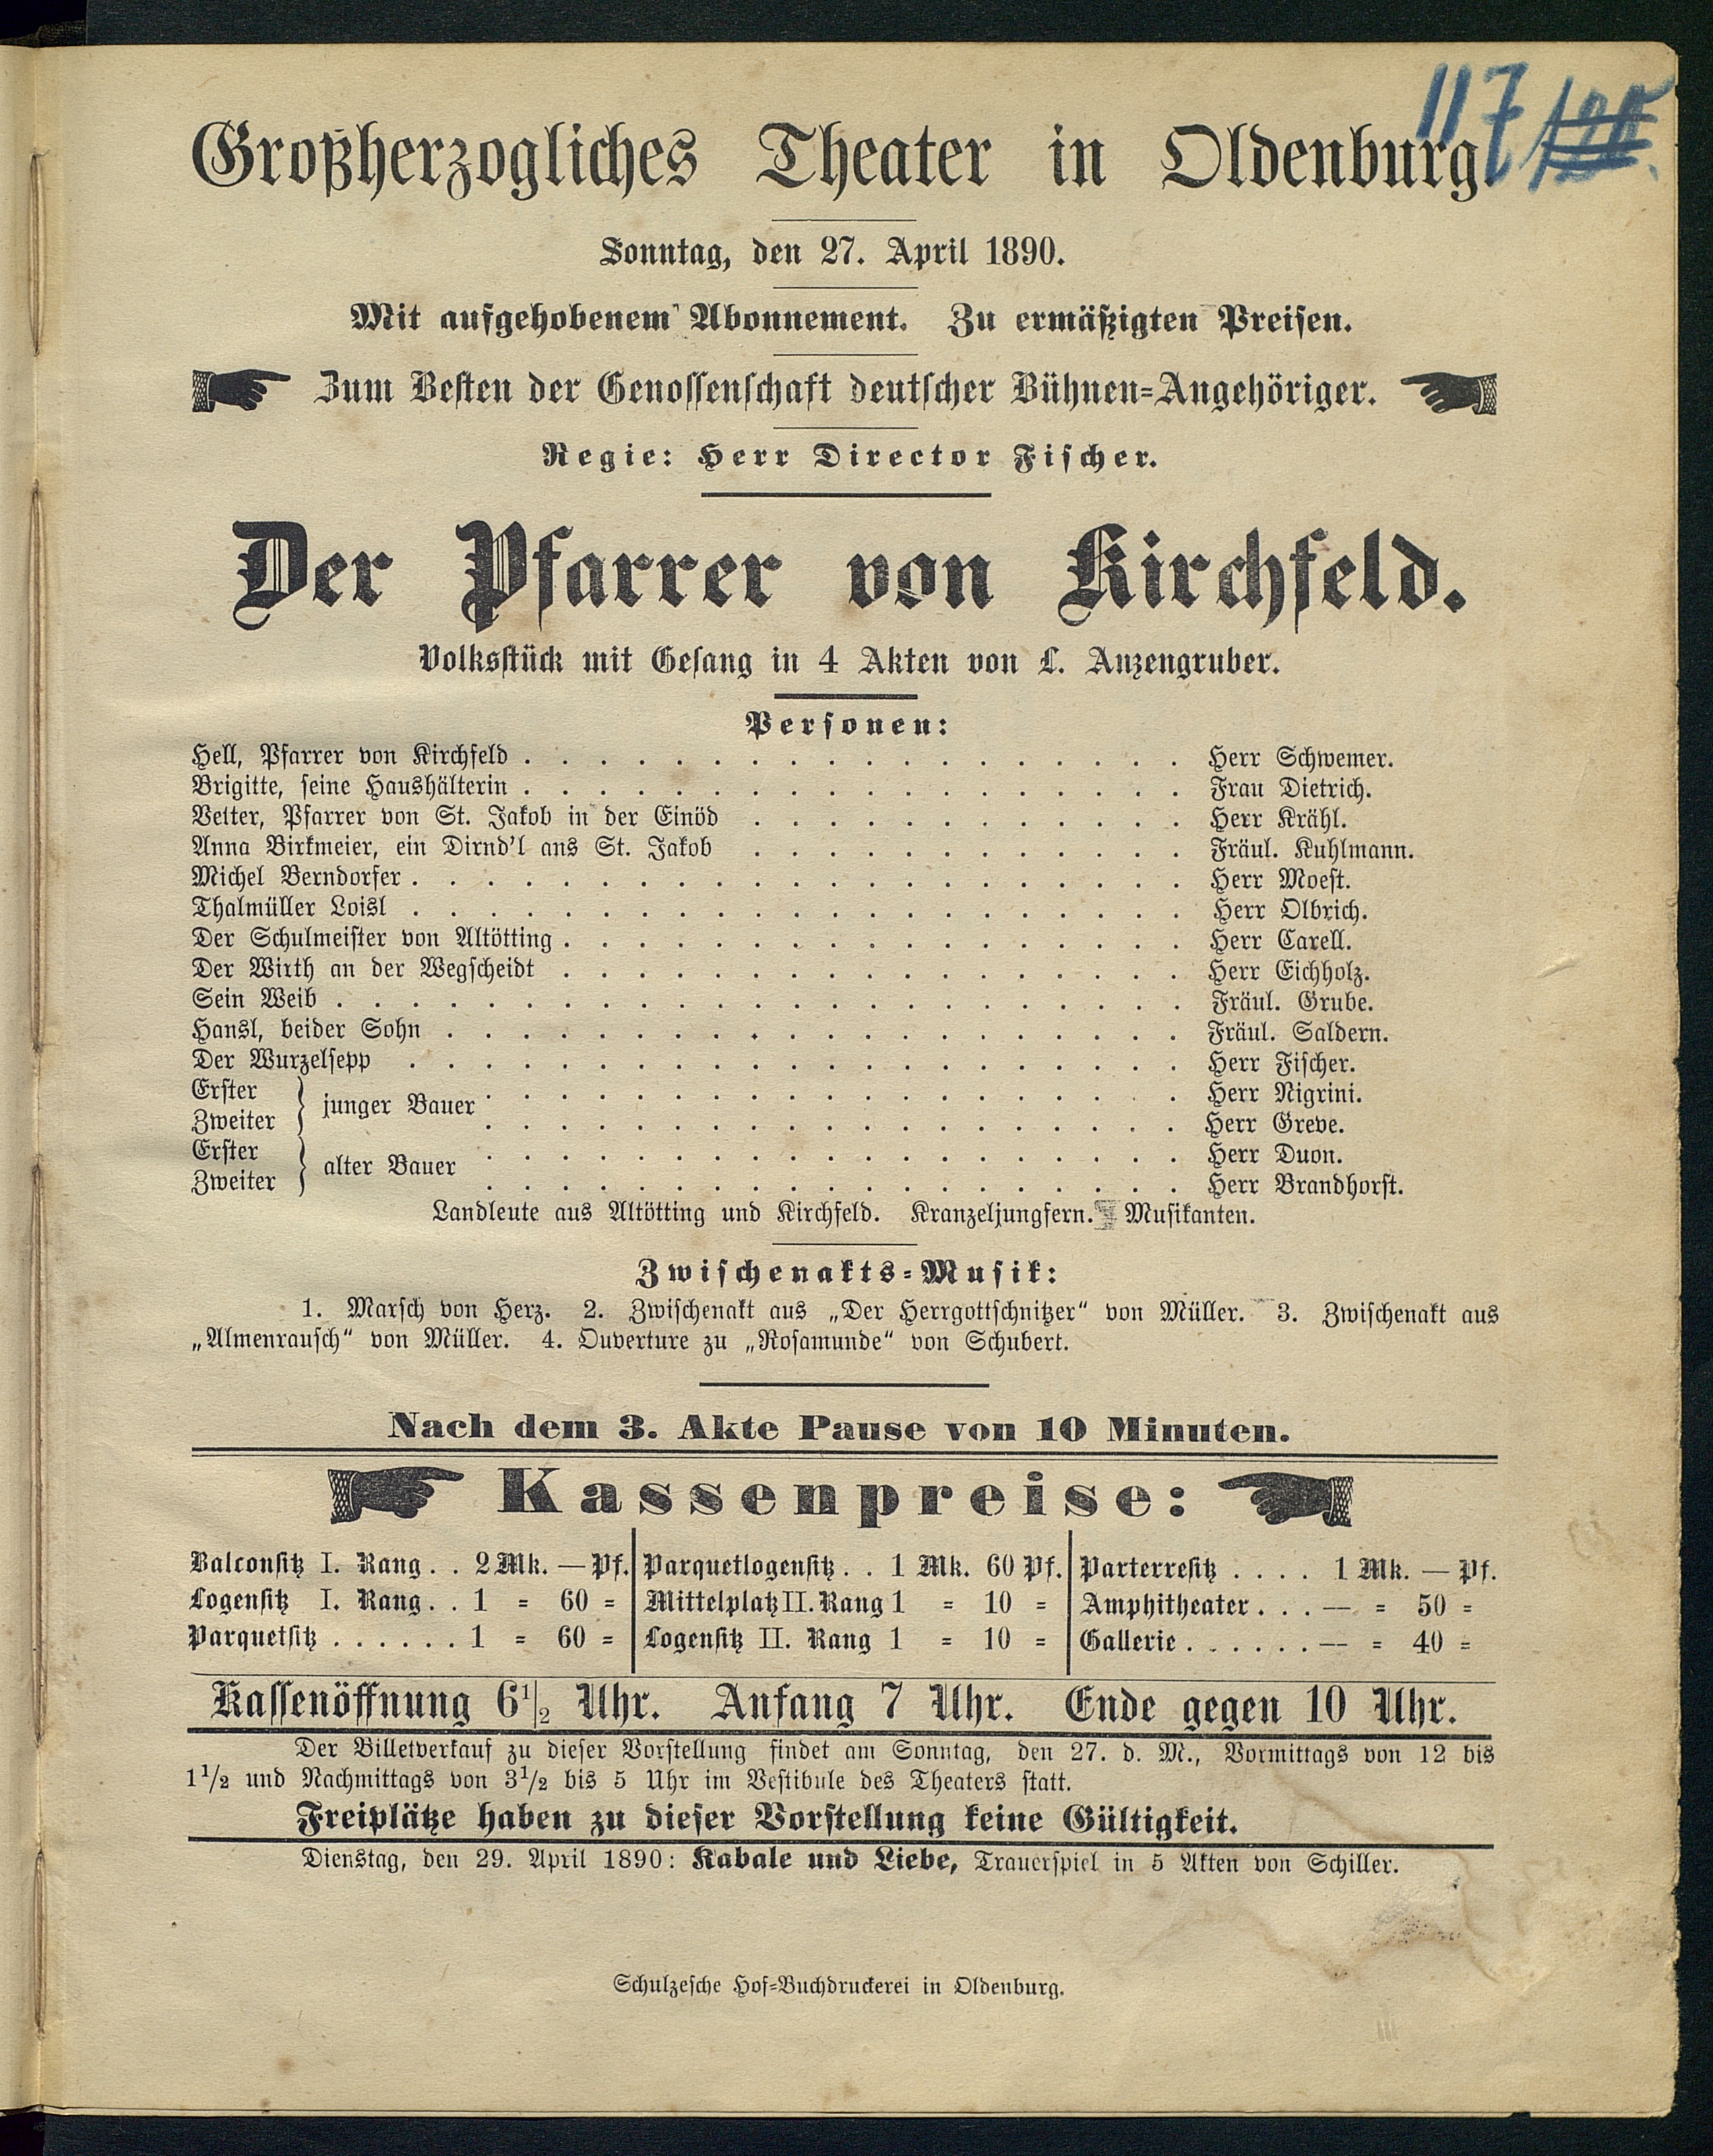 117
Großherzogliches Theater in Oldenburg.
Sonntag, den 27. April 1890.
Mit aufgehobenem Abonnement. Zu ermäßigten Preisen.
Zum Besten der Genossenschaft deutscher Bühnen=Angehöriger.
Regie: Herr Director Fischer.
Der Pfarrer von Kirchfeld.
Volksstück mit Gesang in 4 Akten von L. Anzengruber.
Personen:
Hell, Pfarrer von Kirchfeld . . . . . . . . . . . . . . . . . . Herr Schwemer.
Brigitte, seine Haushälterin . . . . . . . . . . . . . . . . . . Frau Dietrich.
Velter, Pfarrer von St. Jakob in der Einöd . . . . . . . . . . . . Herr Krähl.
Anna Birkmeier, ein Dirnd'l ans St. Jakob . . . . . . . . . . . . Fräul. Kuhlmann.
Michel Berndorfer . . . . . . . . . . . . . . . . . . . . . Herr Moest.
Thalmüller Loisl . . . . . . . . . . . . . . . . . . . . . Herr Olbrich.
Der Schulmeister von Altötting . . . . . . . . . . . . . . . . . Herr Carell.
Der Wirth an der Wegscheidt . . . . . . . . . . . . . . . . . Herr Eichholz.
Sein Weib . . . . . . . . . . . . . . . . . . . . . . . Fräul. Grube.
Hansl, beider Sohn . . . . . . . . . . . . . . . . . . . . Fräul. Saldern.
Der Wurzelsepp . . . . . . . . . . . . . . . . . . . . . Herr Fischer.
Erster } junger Bauer . . . . . . . . . . . . . . . . . . . Herr Nigrini.
Zweiter . . . . . . . . . . . . . . . . . . . Herr Greve.
Erster } alter Bauer . . . . . . . . . . . . . . . . . . . Herr Duon.
Zweiter . . . . . . . . . . . . . . . . . . . Herr Brandhorst.
Landleute aus Altötting und Kirchfeld. Kranzeljungfern. Musikanten.
Zwischenakts=Musik:
1. Marsch von Herz. 2. Zwischenakt aus „Der Herrgottschnitzer“ von Müller. 3. Zwischenakt aus
„Almenrausch“ von Müller. 4. Ouverture zu „Rosamunde“ von Schubert.
Nach dem 3. Akte Pause von 10 Minuten.
Kassenpreise:
Balconsitz I. Rang . . 2 Mk. — Pf.
Logensitz I. Rang . . 1 = 60 =
Parquetsitz . . . . . . 1 = 60 =
Parquetlogensitz . . 1 Mk. 60 Pf.
Mittelplatz II. Rang 1 = 10 =
Logensitz II. Rang 1 = 10 =
Parterresitz . . . . 1 Mk. — Pf.
Amphitheater . . . — = 50 =
Gallerie . . . . . . — = 40 =
Kassenöffnung 6 1/2 Uhr. Anfang 7 Uhr. Ende gegen 10 Uhr.
Der Billetverkauf zu dieser Vorstellung findet am Sonntag, den 27. d. M., Vormittags von 12 bis
1 1/2 und Nachmittags von 3 1/2 bis 5 Uhr im Vestibule des Theaters statt.
Freiplätze haben zu dieser Vorstellung keine Gültigkeit.
Dienstag, den 29. April 1890: Kabale und Liebe, Trauerspiel in 5 Akten von Schiller.
Schulzesche Hof=Buchdruckerei in Oldenburg.